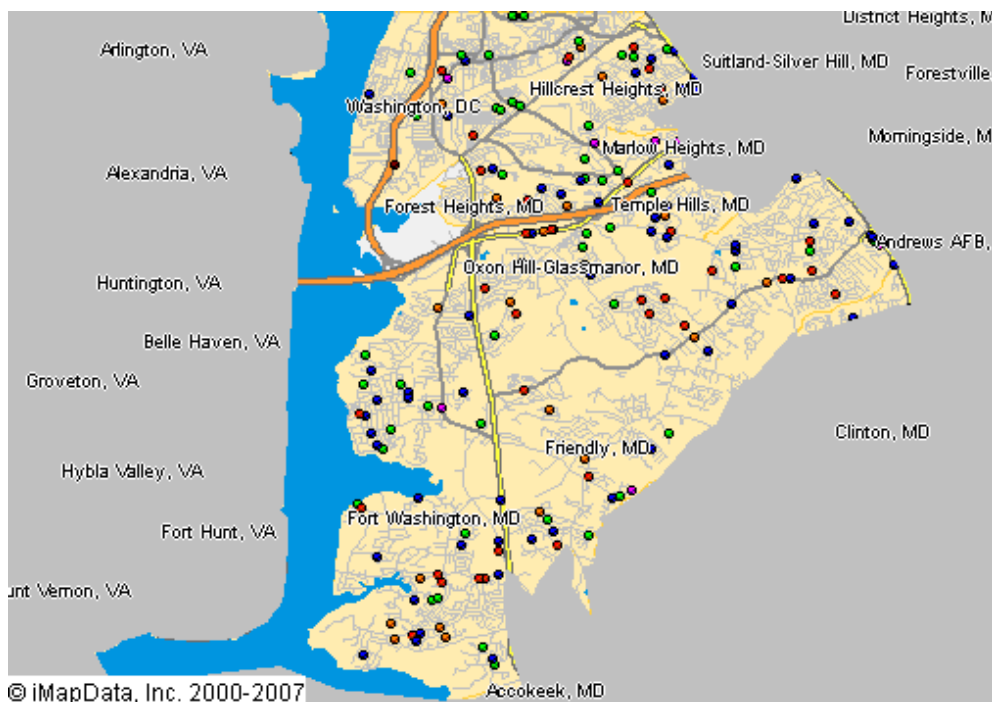 District Heights, M
Arlington, VA
Suitland-Silver Hill, MD
Forestville
Hillcrest Heights, MD
Washington, DC
Morningside, M
Marlow Heights, MD
Alexandria, VA
Forest Heights, MD
Temple Hills, MD
Andrews AFB,
Oxon Hill-Glassmanor, MD
Huntington, VA
Belle Haven, VA
Groveton, VA
Clinton, MD
Friendly, MD
Hybla Valley, VA
Fort Washington, MD
Fort Hunt, VA
unt Vernon, VA
Accokeek, MD
© iMapData, Inc. 2000-2007